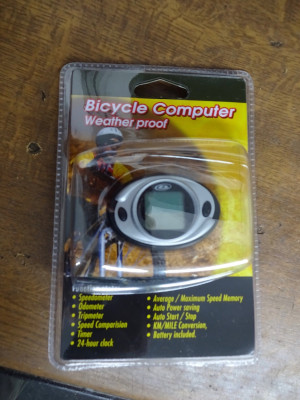 Bicycle Computer
Weather proof
Speedometer
Odometer
Tripmeter
Speed Comparision
Timer
24-hour clock
Average / Maximum Speed Memory
Auto Power saving
Auto Start / Stop
KM/MILE Conversion,
Battery included.